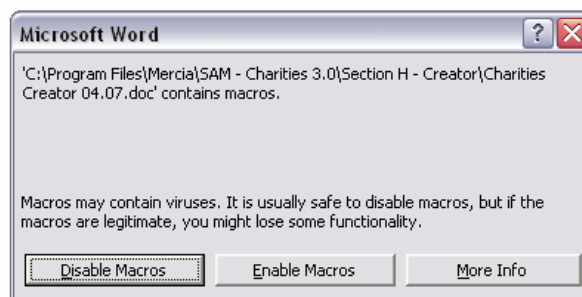 Microsoft Word
?
'C:\Program Files\Mercia\SAM - Charities 3.0\Section H - Creator\Charities
Creator 04.07.doc' contains macros.
Macros may contain viruses. It is usually safe to disable macros, but if the
macros are legitimate, you might lose some functionality.
Disable Macros Enable Macros More Info